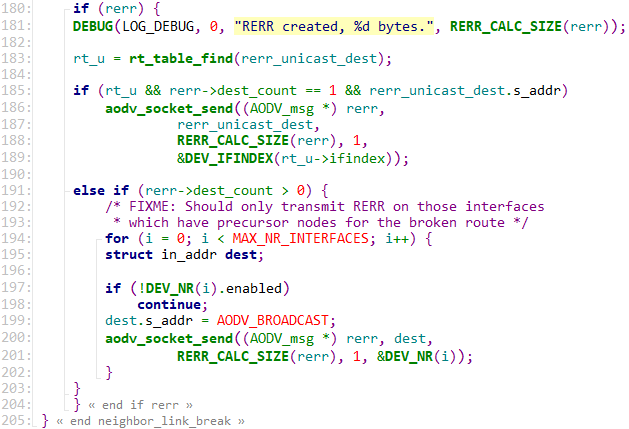 180: if (rerr) {
181: DEBUG(LOG_DEBUG, 0, "RERR created, %d bytes.", RERR_CALC_SIZE(rerr));
182:
183: rt_u = rt_table_find(rerr_unicast_dest);
184:
185: if (rt_u && rerr->dest_count == 1 && rerr_unicast_dest.s_addr)
186: aodv_socket_send((AODV_msg *) rerr,
187: rerr_unicast_dest,
188: RERR_CALC_SIZE(rerr), 1,
189: &DEV_IFINDEX(rt_u->ifindex));
190:
191: else if (rerr->dest_count > 0) {
192: /* FIXME: Should only transmit RERR on those interfaces
193: * which have precursor nodes for the broken route */
194: for (i = 0; i < MAX_NR_INTERFACES; i++) {
195: struct in_addr dest;
196:
197: if (!DEV_NR(i).enabled)
198: continue;
199: dest.s_addr = AODV_BROADCAST;
200: aodv_socket_send((AODV_msg *) rerr, dest,
201: RERR_CALC_SIZE(rerr), 1, &DEV_NR(i));
202: }
203: }
204: } « end if rerr »
205: } « end neighbor_link_break »